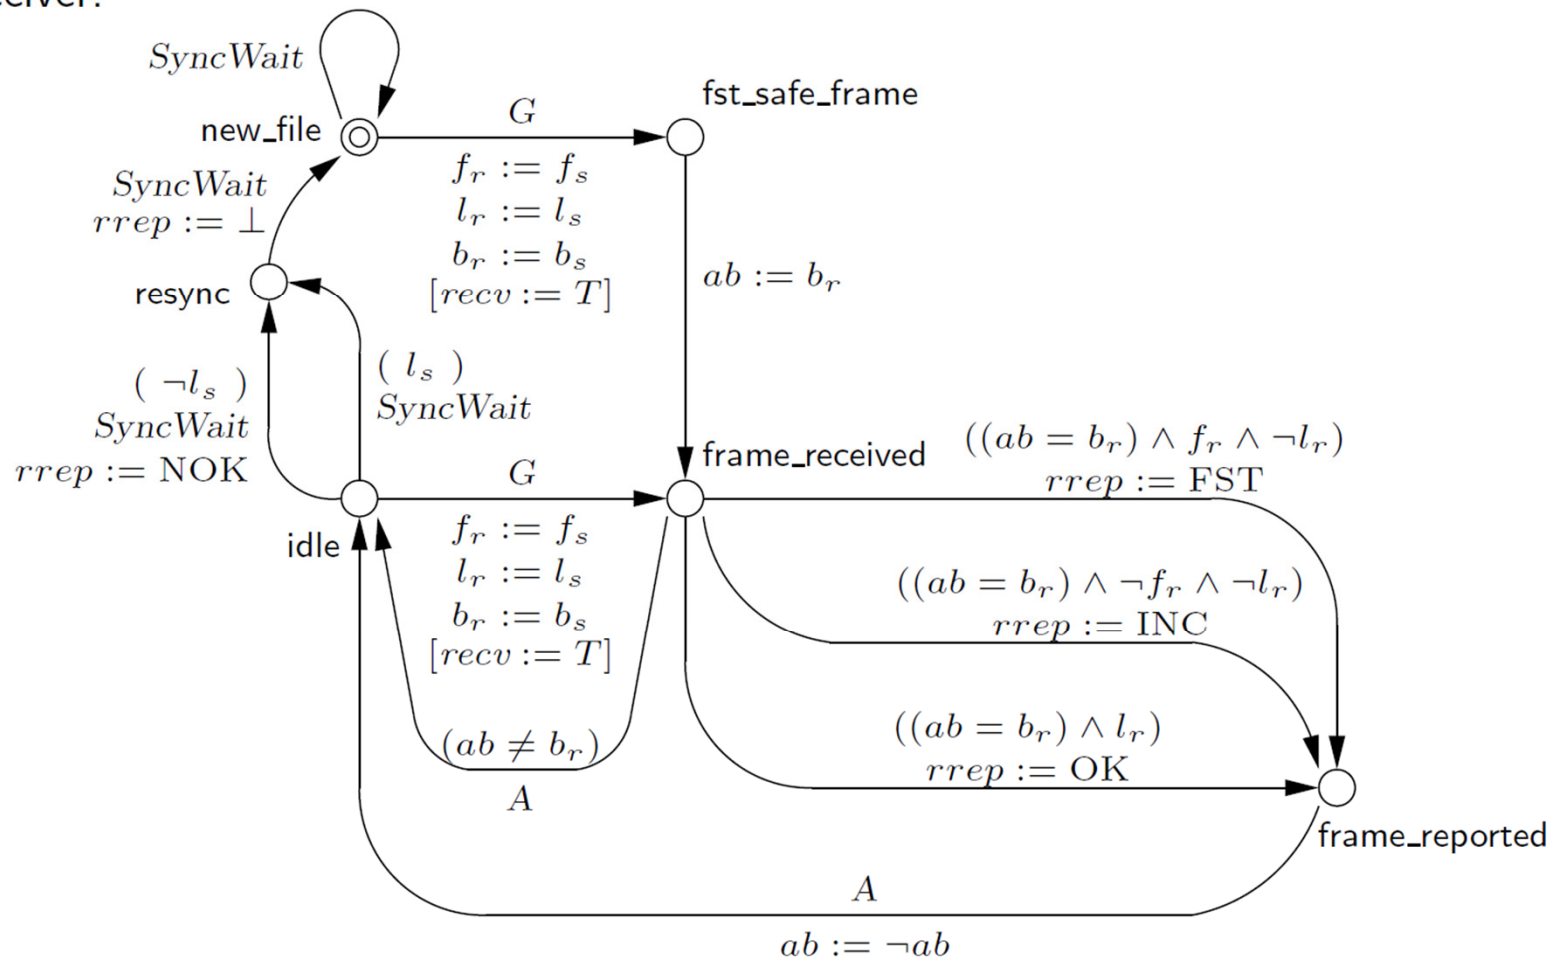 SyncWait
fst_safe_frame
new_file
G
f_r := f_s
l_r := l_s
b_r := b_s
[recv := T]
SyncWait
rrep := ⊥
ab := b_r
resync
( ¬l_s )
SyncWait
rrep := NOK
( l_s )
SyncWait
frame_received
((ab = b_r) ∧ f_r ∧ ¬l_r)
rrep := FST
G
idle
f_r := f_s
l_r := l_s
b_r := b_s
[recv := T]
((ab = b_r) ∧ ¬f_r ∧ ¬l_r)
rrep := INC
(ab ≠ b_r)
A
((ab = b_r) ∧ l_r)
rrep := OK
frame_reported
A
ab := ¬ab